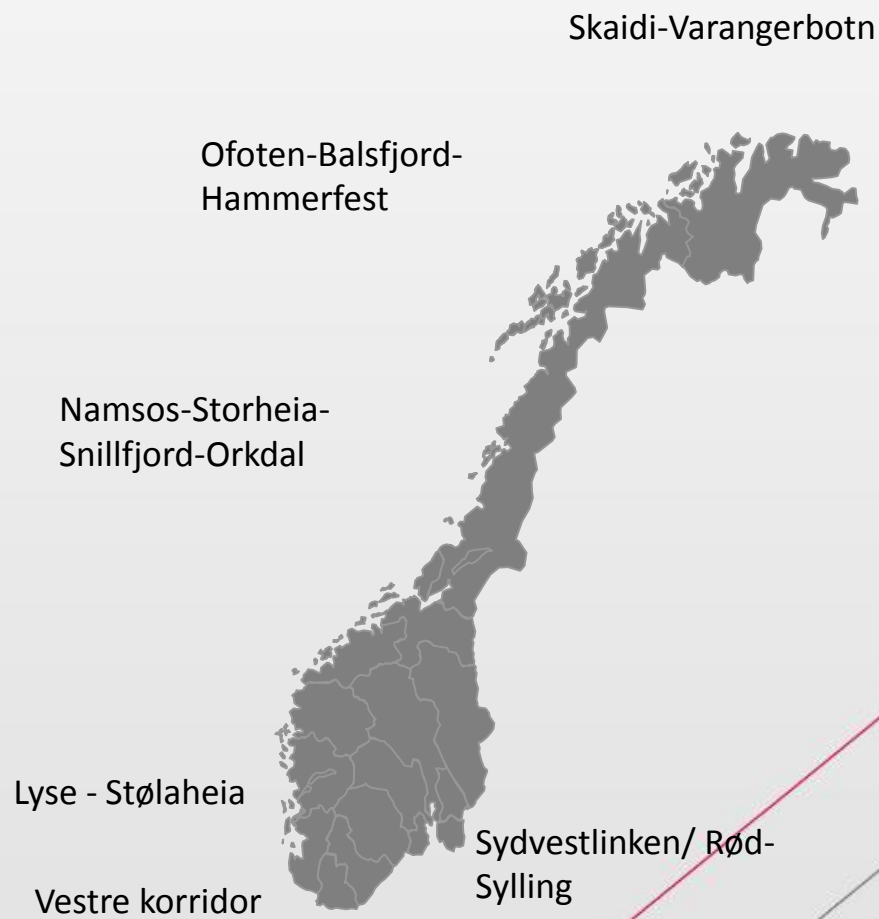 Skaidi-Varangerbotn
Ofoten-Balsfjord-
Hammerfest
Namsos-Storheia-
Snillfjord-Orkdal
Lyse - Stølaheia
Sydvestlinken/ Rød-
Sylling
Vestre korridor